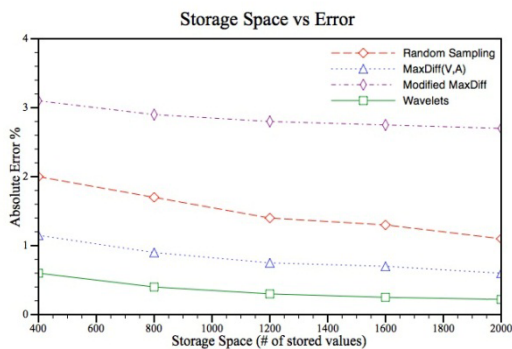 Storage Space vs Error
4
3
2
1
0
Absolute Error %
Random Sampling
MaxDiff(V,A)
Modified MaxDiff
Wavelets
400 600 800 1000 1200 1400 1600 1800 2000
Storage Space (# of stored values)